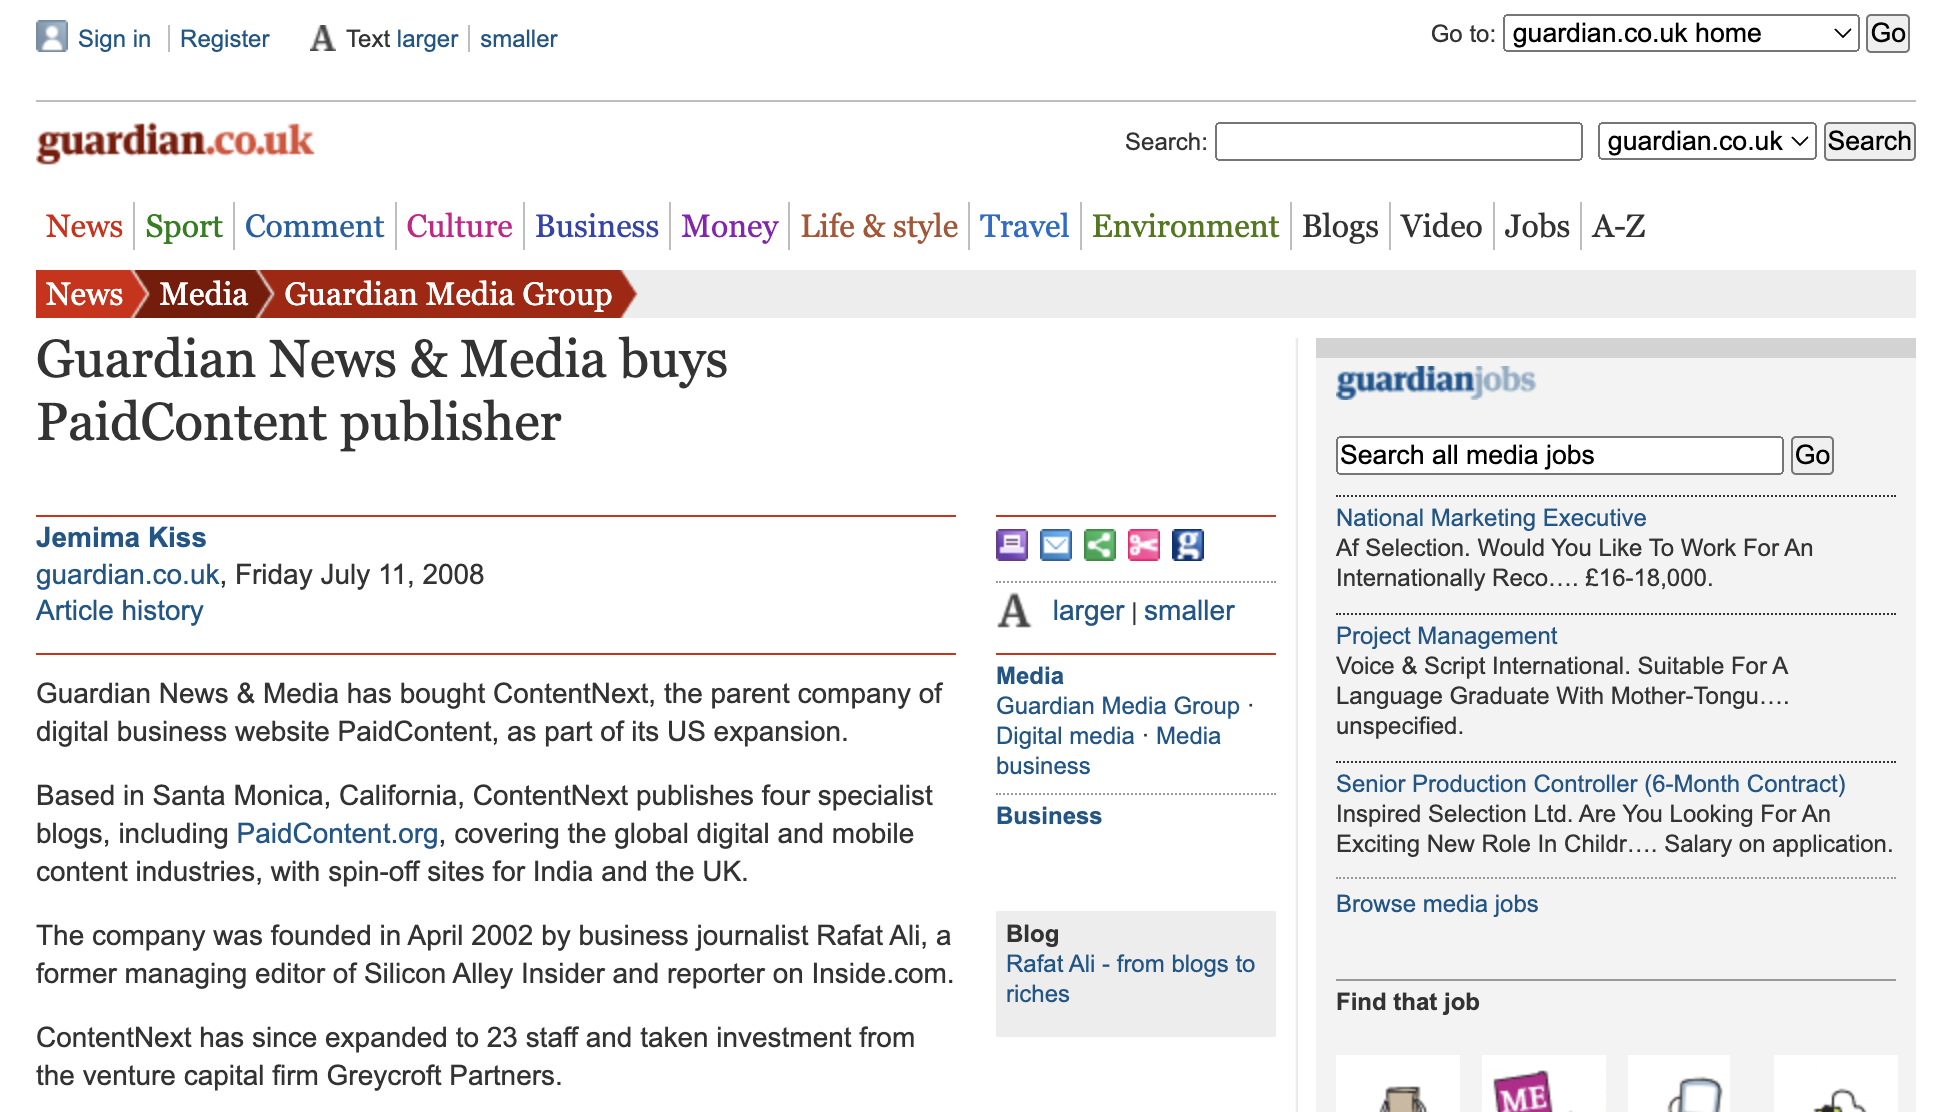 Sign in Register A Text larger smaller Go to: guardian.co.uk home Go
guardian.co.uk Search: guardian.co.uk Search
News Sport Comment Culture Business Money Life & style Travel Environment Blogs Video Jobs A-Z
News Media Guardian Media Group
Guardian News & Media buys
PaidContent publisher
Jemima Kiss
guardian.co.uk, Friday July 11, 2008
Article history
Guardian News & Media has bought ContentNext, the parent company of
digital business website PaidContent, as part of its US expansion.
Based in Santa Monica, California, ContentNext publishes four specialist
blogs, including PaidContent.org, covering the global digital and mobile
content industries, with spin-off sites for India and the UK.
The company was founded in April 2002 by business journalist Rafat Ali, a
former managing editor of Silicon Alley Insider and reporter on Inside.com.
ContentNext has since expanded to 23 staff and taken investment from
the venture capital firm Greycroft Partners.
g
A larger | smaller
Media
Guardian Media Group ·
Digital media · Media
business
Business
Blog
Rafat Ali - from blogs to
riches
guardianjobs
Search all media jobs Go
National Marketing Executive
Af Selection. Would You Like To Work For An
Internationally Reco.... £16-18,000.
Project Management
Voice & Script International. Suitable For A
Language Graduate With Mother-Tongu....
unspecified.
Senior Production Controller (6-Month Contract)
Inspired Selection Ltd. Are You Looking For An
Exciting New Role In Childr.... Salary on application.
Browse media jobs
Find that job
ME